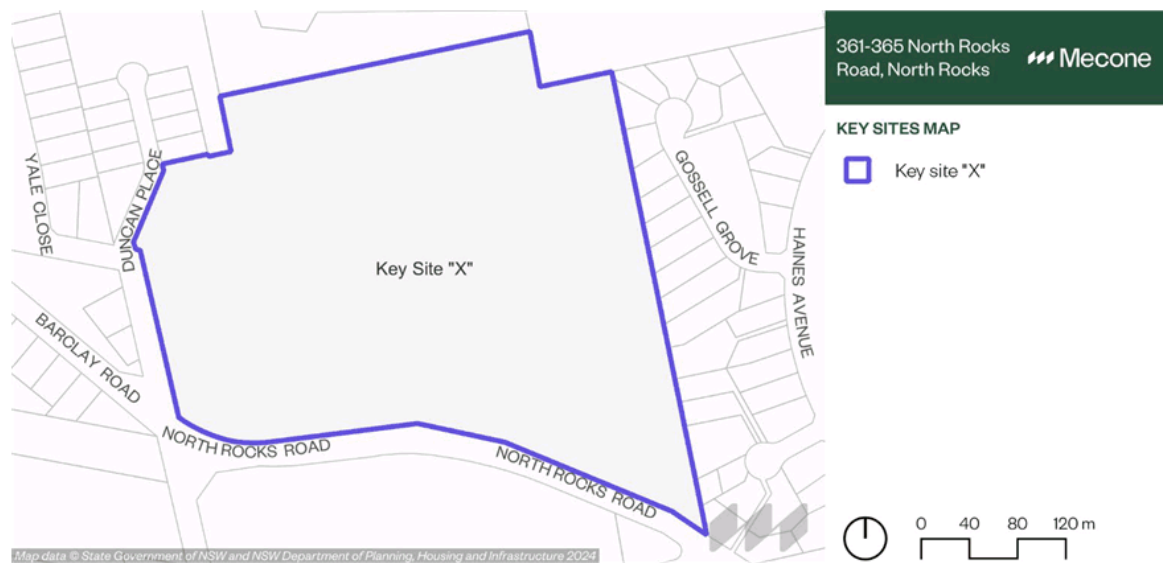 361-365 North Rocks
Road, North Rocks
Mecone
KEY SITES MAP
Key site "X"
YALE CLOSE
DUNCAN PLACE
BARCLAY ROAD
Key Site "X"
GOSSELL GROVE
HAINES AVENUE
NORTH ROCKS ROAD
NORTH ROCKS ROAD
0 40 80 120 m
Map data © State Government of NSW and NSW Department of Planning, Housing and Infrastructure 2024